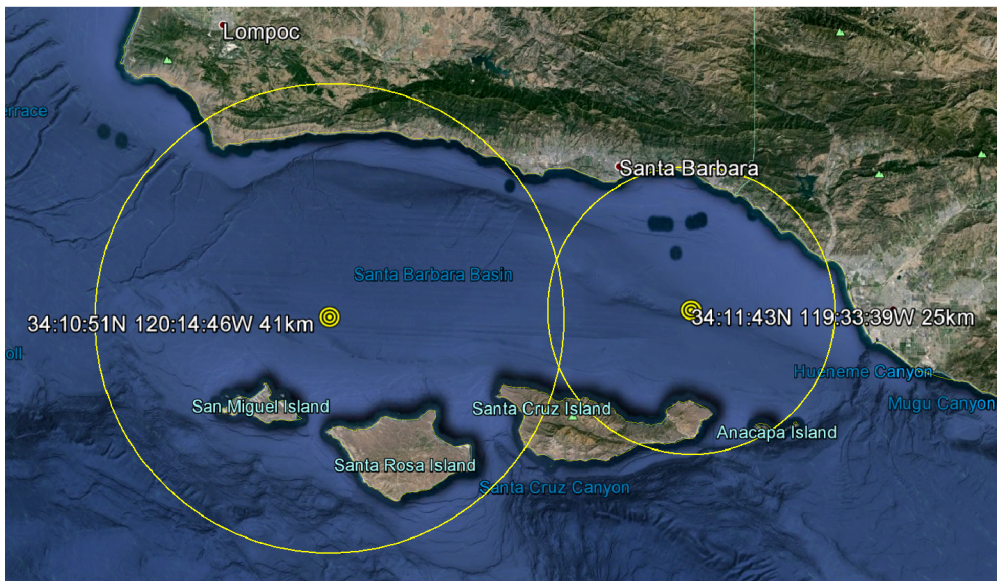 Lompoc
errace
Santa Barbara
Santa Barbara Basin
34:10:51N 120:14:46W 41km
34:11:43N 119:33:39W 25km
oll
Hueneme Canyon
San Miguel Island
Santa Cruz Island
Mugu Canyon
Anacapa Island
Santa Rosa Island
Santa Cruz Canyon